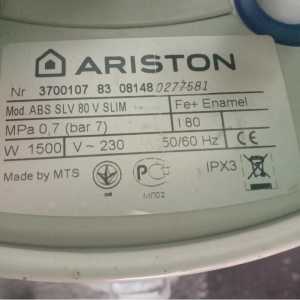 ARISTON
Nr 3700107 83 08148 0277581
Mod. ABS SLV 80 V SLIM Fe+ Enamel
MPa 0,7 (bar 7) l 80
W 1500 V~230 50/60 Hz CE
Made by MTS PC IPX3
МП02